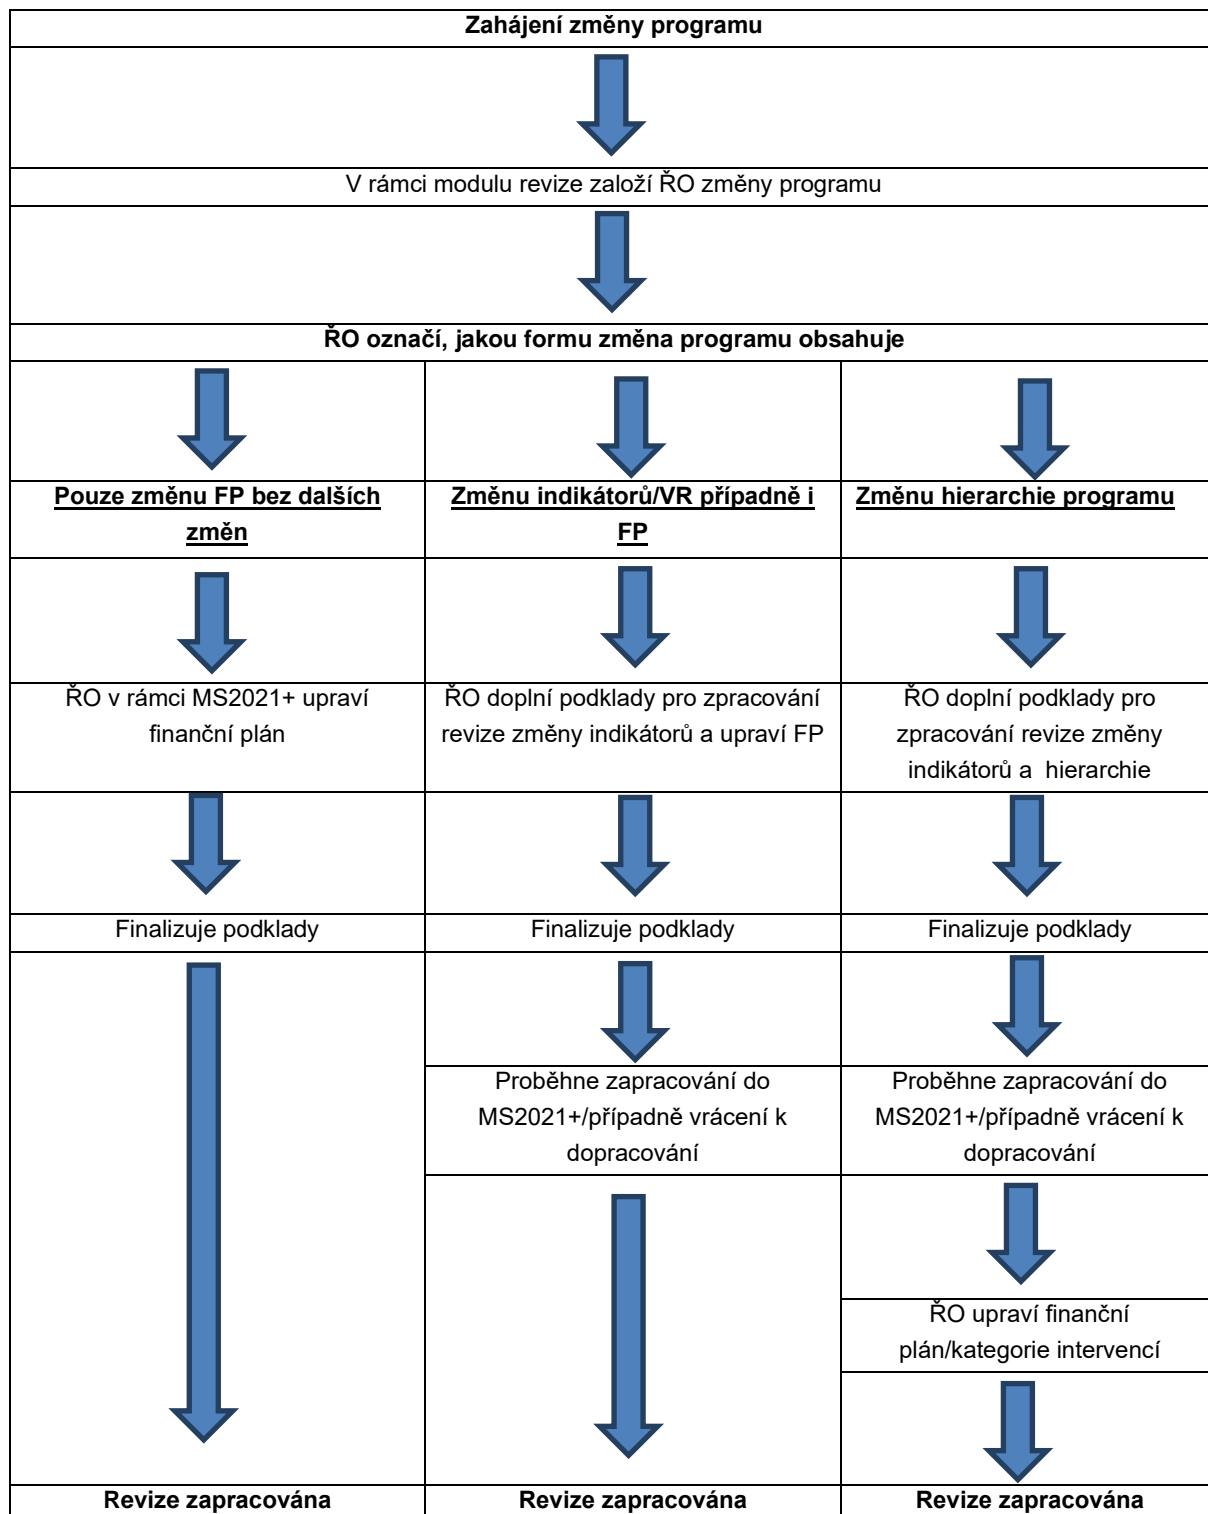 Zahájení změny programu
V rámci modulu revize založí ŘO změny programu
ŘO označí, jakou formu změna programu obsahuje
Pouze změnu FP bez dalších
změn
Změnu indikátorů/VR případně i
FP
Změnu hierarchie programu
ŘO v rámci MS2021+ upraví
finanční plán
ŘO doplní podklady pro zpracování
revize změny indikátorů a upraví FP
ŘO doplní podklady pro
zpracování revize změny
indikátorů a  hierarchie
Finalizuje podklady
Finalizuje podklady
Finalizuje podklady
Proběhne zapracování do
MS2021+/případně vrácení k
dopracování
Proběhne zapracování do
MS2021+/případně vrácení k
dopracování
ŘO upraví finanční
plán/kategorie intervencí
Revize zapracována
Revize zapracována
Revize zapracována